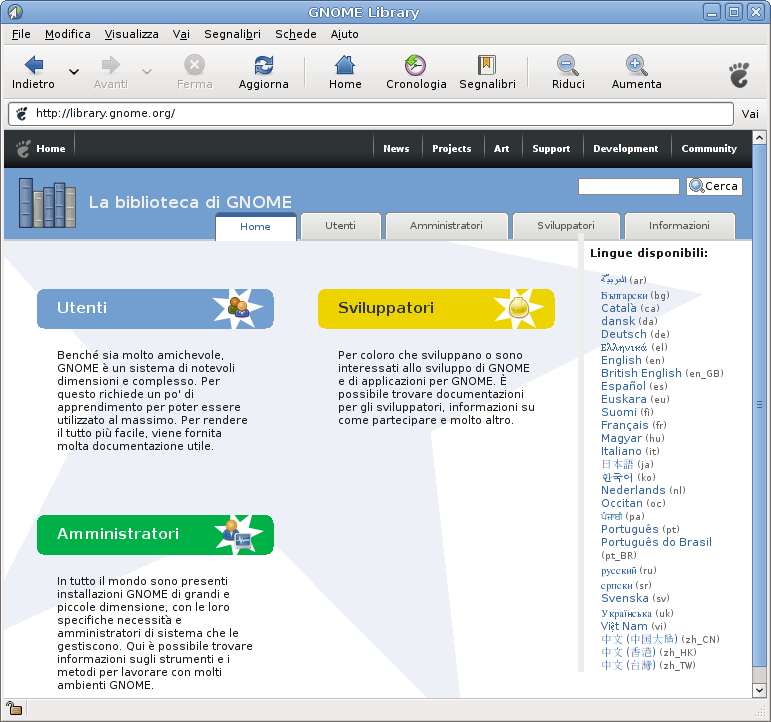 GNOME Library
File Modifica Visualizza Vai Segnalibri Schede Aiuto
Indietro Avanti Ferma Aggiorna Home Cronologia Segnalibri Riduci Aumenta
http://library.gnome.org/ Vai
Home News Projects Art Support Development Community
La biblioteca di GNOME
Cerca
Home Utenti Amministratori Sviluppatori Informazioni
Utenti
Benché sia molto amichevole,
GNOME è un sistema di notevoli
dimensioni e complesso. Per
questo richiede un po' di
apprendimento per poter essere
utilizzato al massimo. Per rendere
il tutto più facile, viene fornita
molta documentazione utile.
Sviluppatori
Per coloro che sviluppano o sono
interessati allo sviluppo di GNOME
e di applicazioni per GNOME. È
possibile trovare documentazioni
per gli sviluppatori, informazioni su
come partecipare e molto altro.
Amministratori
In tutto il mondo sono presenti
installazioni GNOME di grandi e
piccole dimensione, con le loro
specifiche necessità e
amministratori di sistema che le
gestiscono. Qui è possibile trovare
informazioni sugli strumenti e i
metodi per lavorare con molti
ambienti GNOME.
Lingue disponibili:
العربيّة (ar)
Български (bg)
Català (ca)
dansk (da)
Deutsch (de)
Ελληνικά (el)
English (en)
British English (en_GB)
Español (es)
Euskara (eu)
Suomi (fi)
Français (fr)
Magyar (hu)
Italiano (it)
日本語 (ja)
한국어 (ko)
Nederlands (nl)
Occitan (oc)
ਪੰਜਾਬੀ (pa)
Português (pt)
Português do Brasil
(pt_BR)
русский (ru)
српски (sr)
Svenska (sv)
Українська (uk)
Việt Nam (vi)
中文 (中国大陆) (zh_CN)
中文 (香港) (zh_HK)
中文 (台灣) (zh_TW)